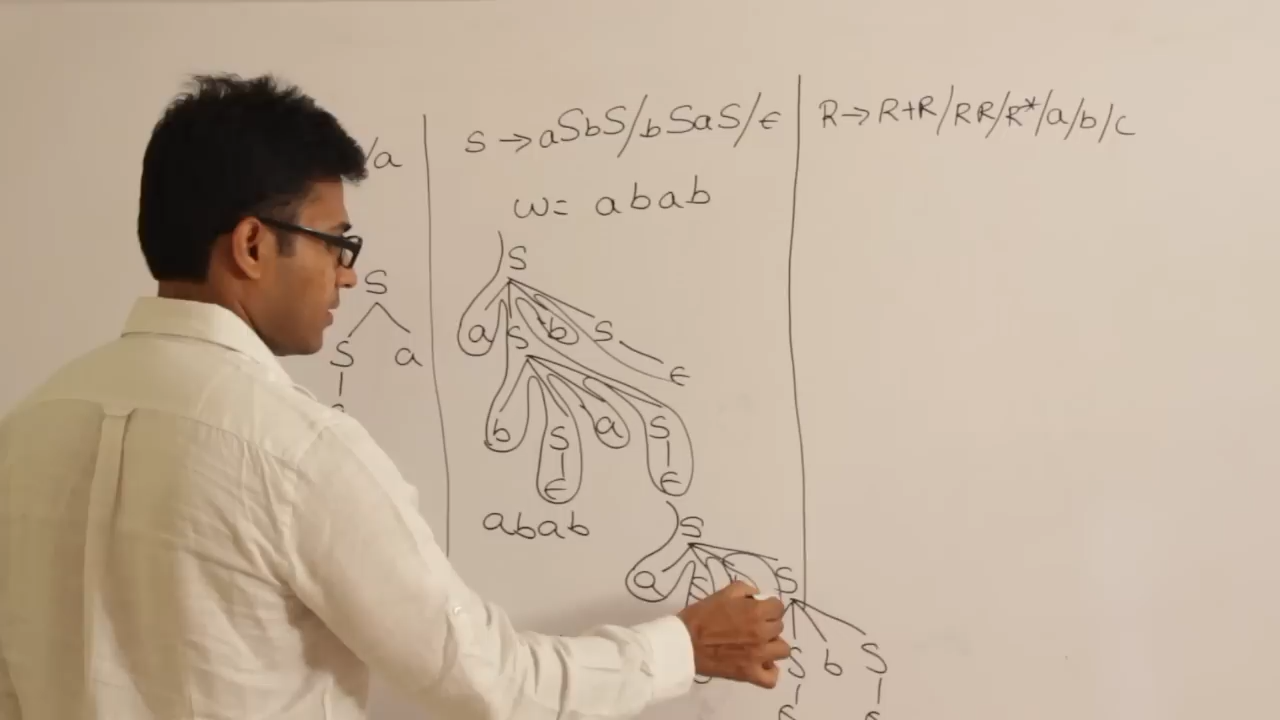 /a
S
S a
S → aSbS/bSaS/ε
w= abab
S
a S b S
ε
b S a S
ε ε
abab
S
a S S
S b S
R → R+R/RR/R*/a/b/c